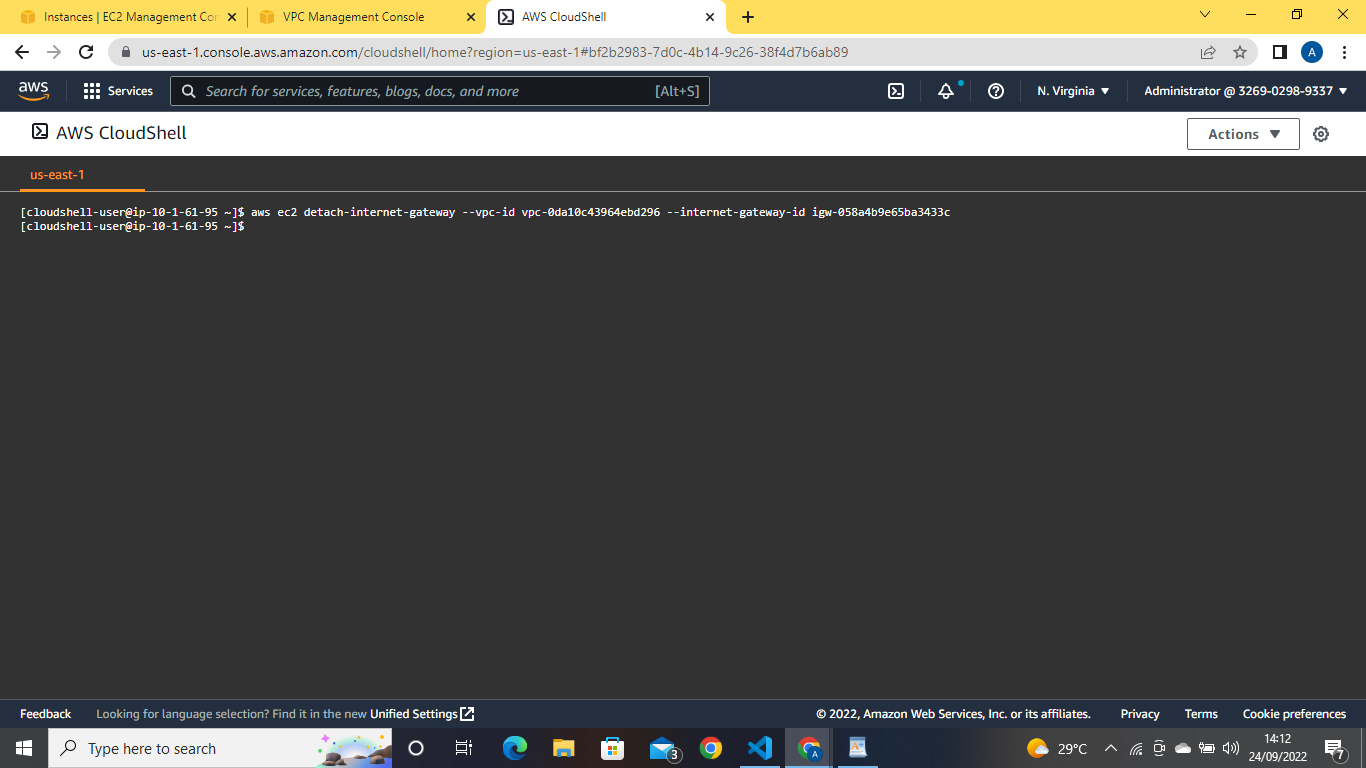 Instances | EC2 Management Con
VPC Management Console
AWS CloudShell
us-east-1.console.aws.amazon.com/cloudshell/home?region=us-east-1#bf2b2983-7d0c-4b14-9c26-38f4d7b6ab89
A
aws
Services
Search for services, features, blogs, docs, and more
[Alt+S]
N. Virginia
Administrator @ 3269-0298-9337
AWS CloudShell
Actions
us-east-1
[cloudshell-user@ip-10-1-61-95 ~]$ aws ec2 detach-internet-gateway --vpc-id vpc-0da10c43964ebd296 --internet-gateway-id igw-058a4b9e65ba3433c
[cloudshell-user@ip-10-1-61-95 ~]$
Feedback
Looking for language selection? Find it in the new Unified Settings
© 2022, Amazon Web Services, Inc. or its affiliates.
Privacy
Terms
Cookie preferences
Type here to search
3
A
29°C
14:12
24/09/2022
7